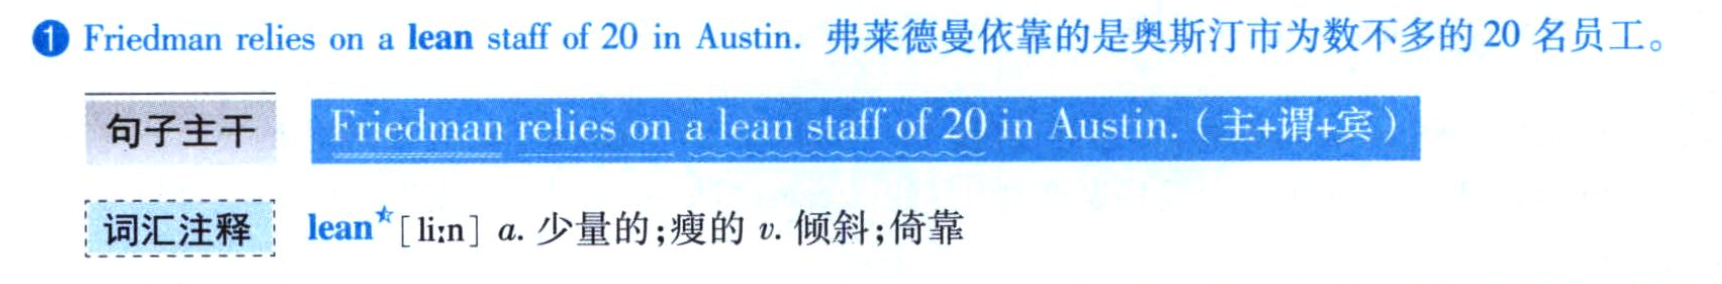 ❶ Friedman relies on a lean staff of 20 in Austin. 弗莱德曼依靠的是奥斯汀市为数不多的 20 名员工。
句子主干 Friedman relies on a lean staff of 20 in Austin.（主+谓+宾）
词汇注释 lean☆[liːn] a. 少量的;瘦的 v. 倾斜;倚靠